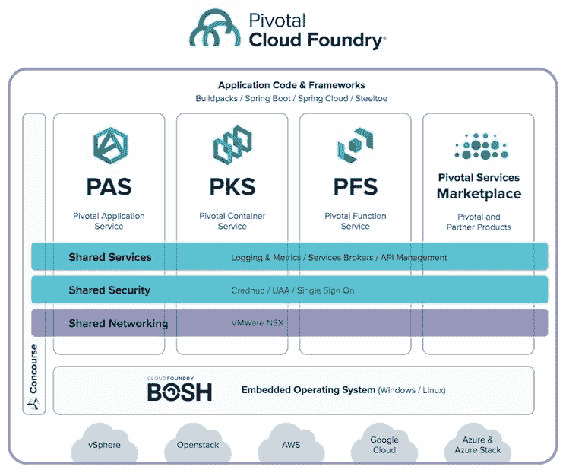 Pivotal
Cloud Foundry®
Application Code & Frameworks
Buildpacks / Spring Boot / Spring Cloud / Steeltoe
PAS
Pivotal Application
Service
PKS
Pivotal Container
Service
PFS
Pivotal Function
Service
Pivotal Services
Marketplace
Pivotal and
Partner Products
Shared Services
Logging & Metrics / Services Brokers / API Management
Shared Security
Credhub / UAA / Single Sign On
Shared Networking
VMware NSX
Concourse
CLOUDFOUNDRY
BOSH
Embedded Operating System (Windows / Linux)
vSphere
Openstack
AWS
Google
Cloud
Azure &
Azure Stack